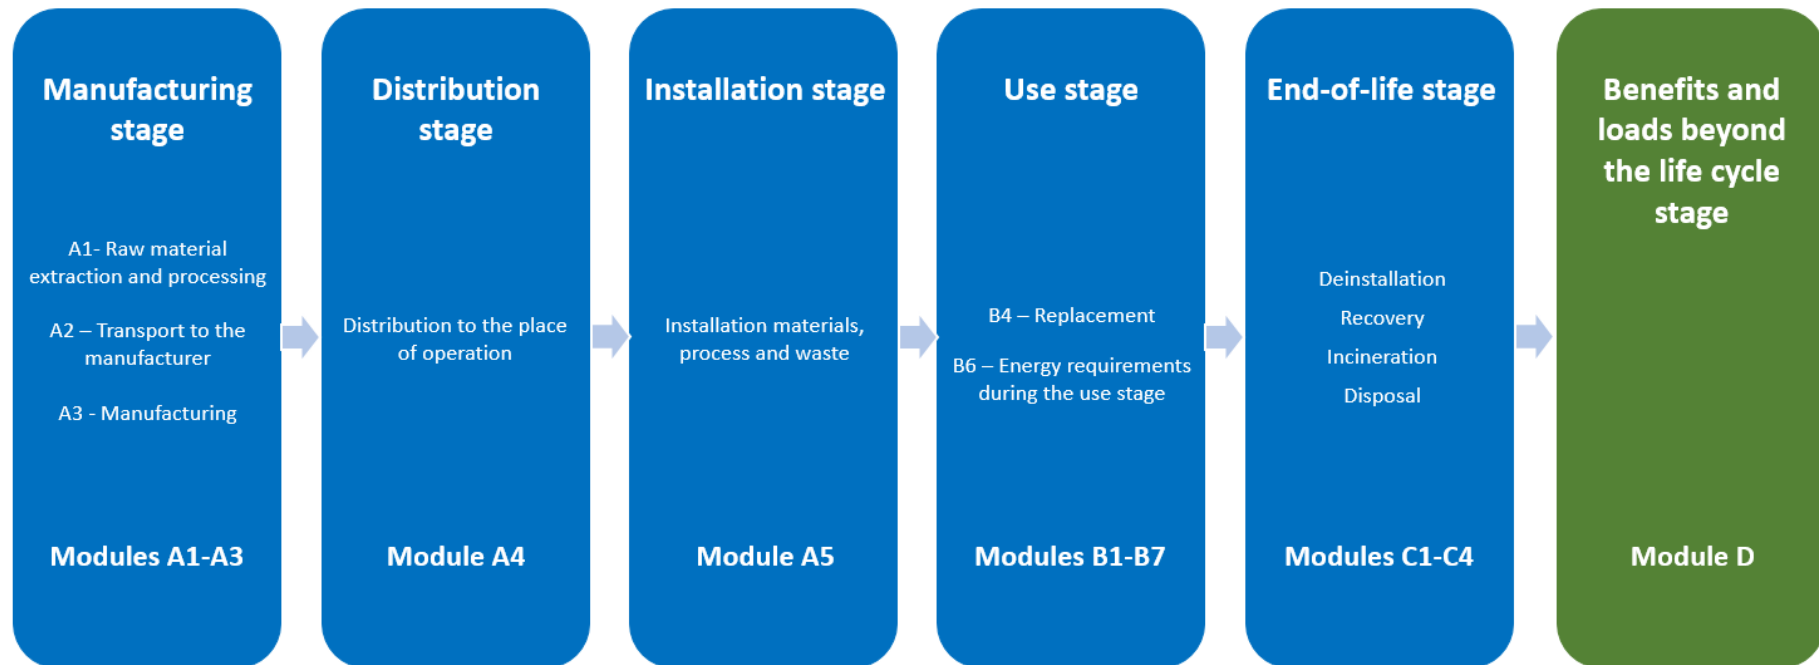 Manufacturing
stage
A1- Raw material
extraction and processing
A2 – Transport to the
manufacturer
A3 - Manufacturing
Modules A1-A3
Distribution
stage
Distribution to the place
of operation
Module A4
Installation stage
Installation materials,
process and waste
Module A5
Use stage
B4 – Replacement
B6 – Energy requirements
during the use stage
Modules B1-B7
End-of-life stage
Deinstallation
Recovery
Incineration
Disposal
Modules C1-C4
Benefits and
loads beyond
the life cycle
stage
Module D